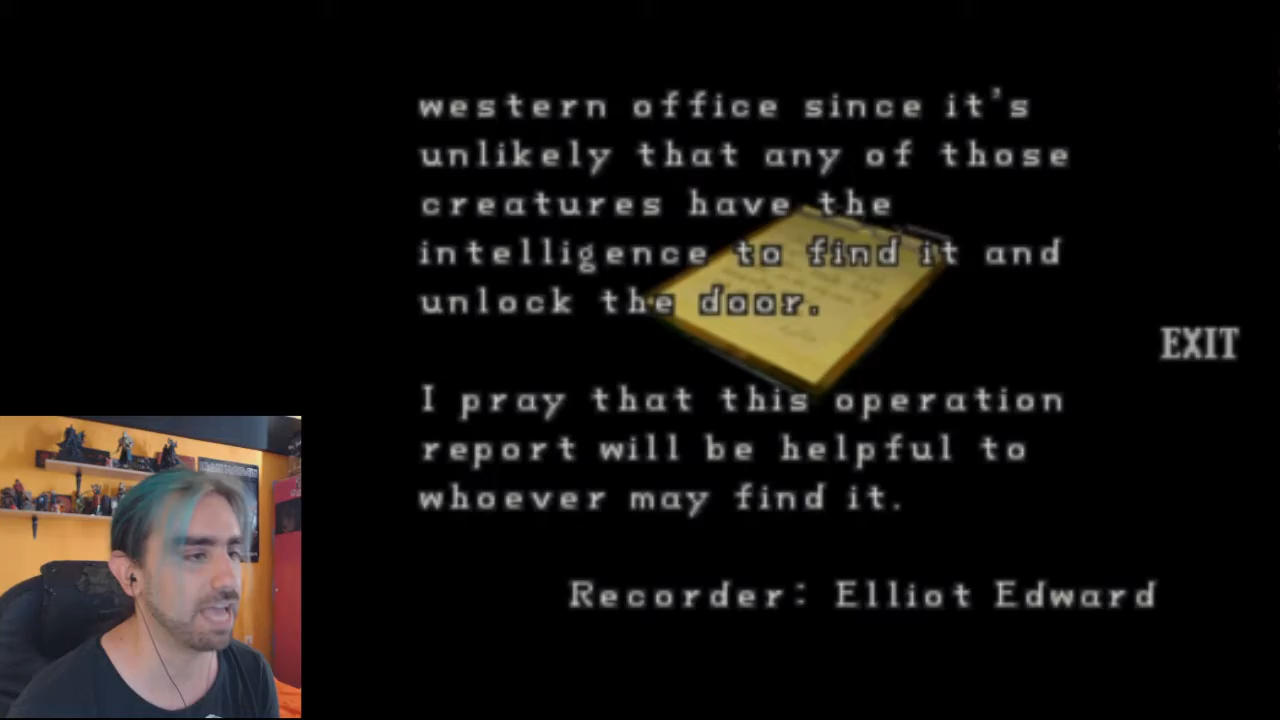 western office since it's
unlikely that any of those
creatures have the
intelligence to find it and
unlock the door.
I pray that this operation
report will be helpful to
whoever may find it.
Recorder: Elliot Edward
EXIT